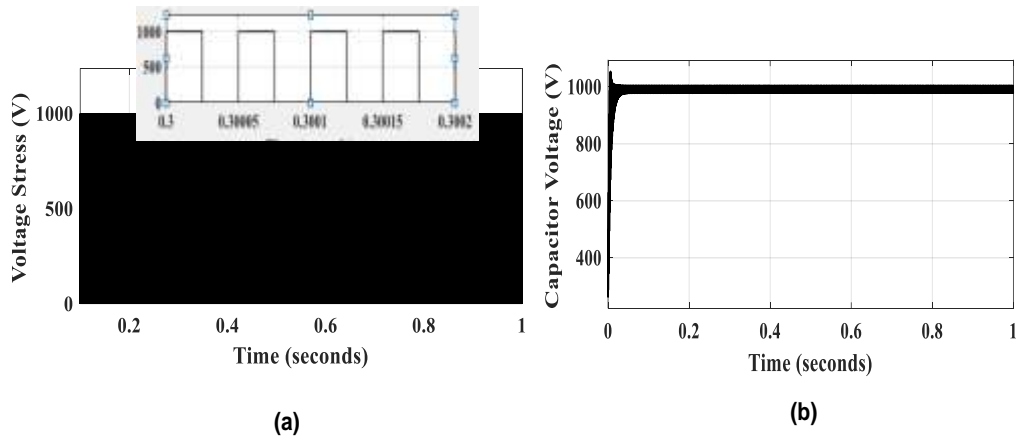 1000
500
0
0.3 0.30005 0.3001 0.30015 0.3002
Voltage Stress (V)
1000
500
0
0.2 0.4 0.6 0.8 1
Time (seconds)
(a)
Capacitor Voltage (V)
1000
800
600
400
0 0.2 0.4 0.6 0.8 1
Time (seconds)
(b)